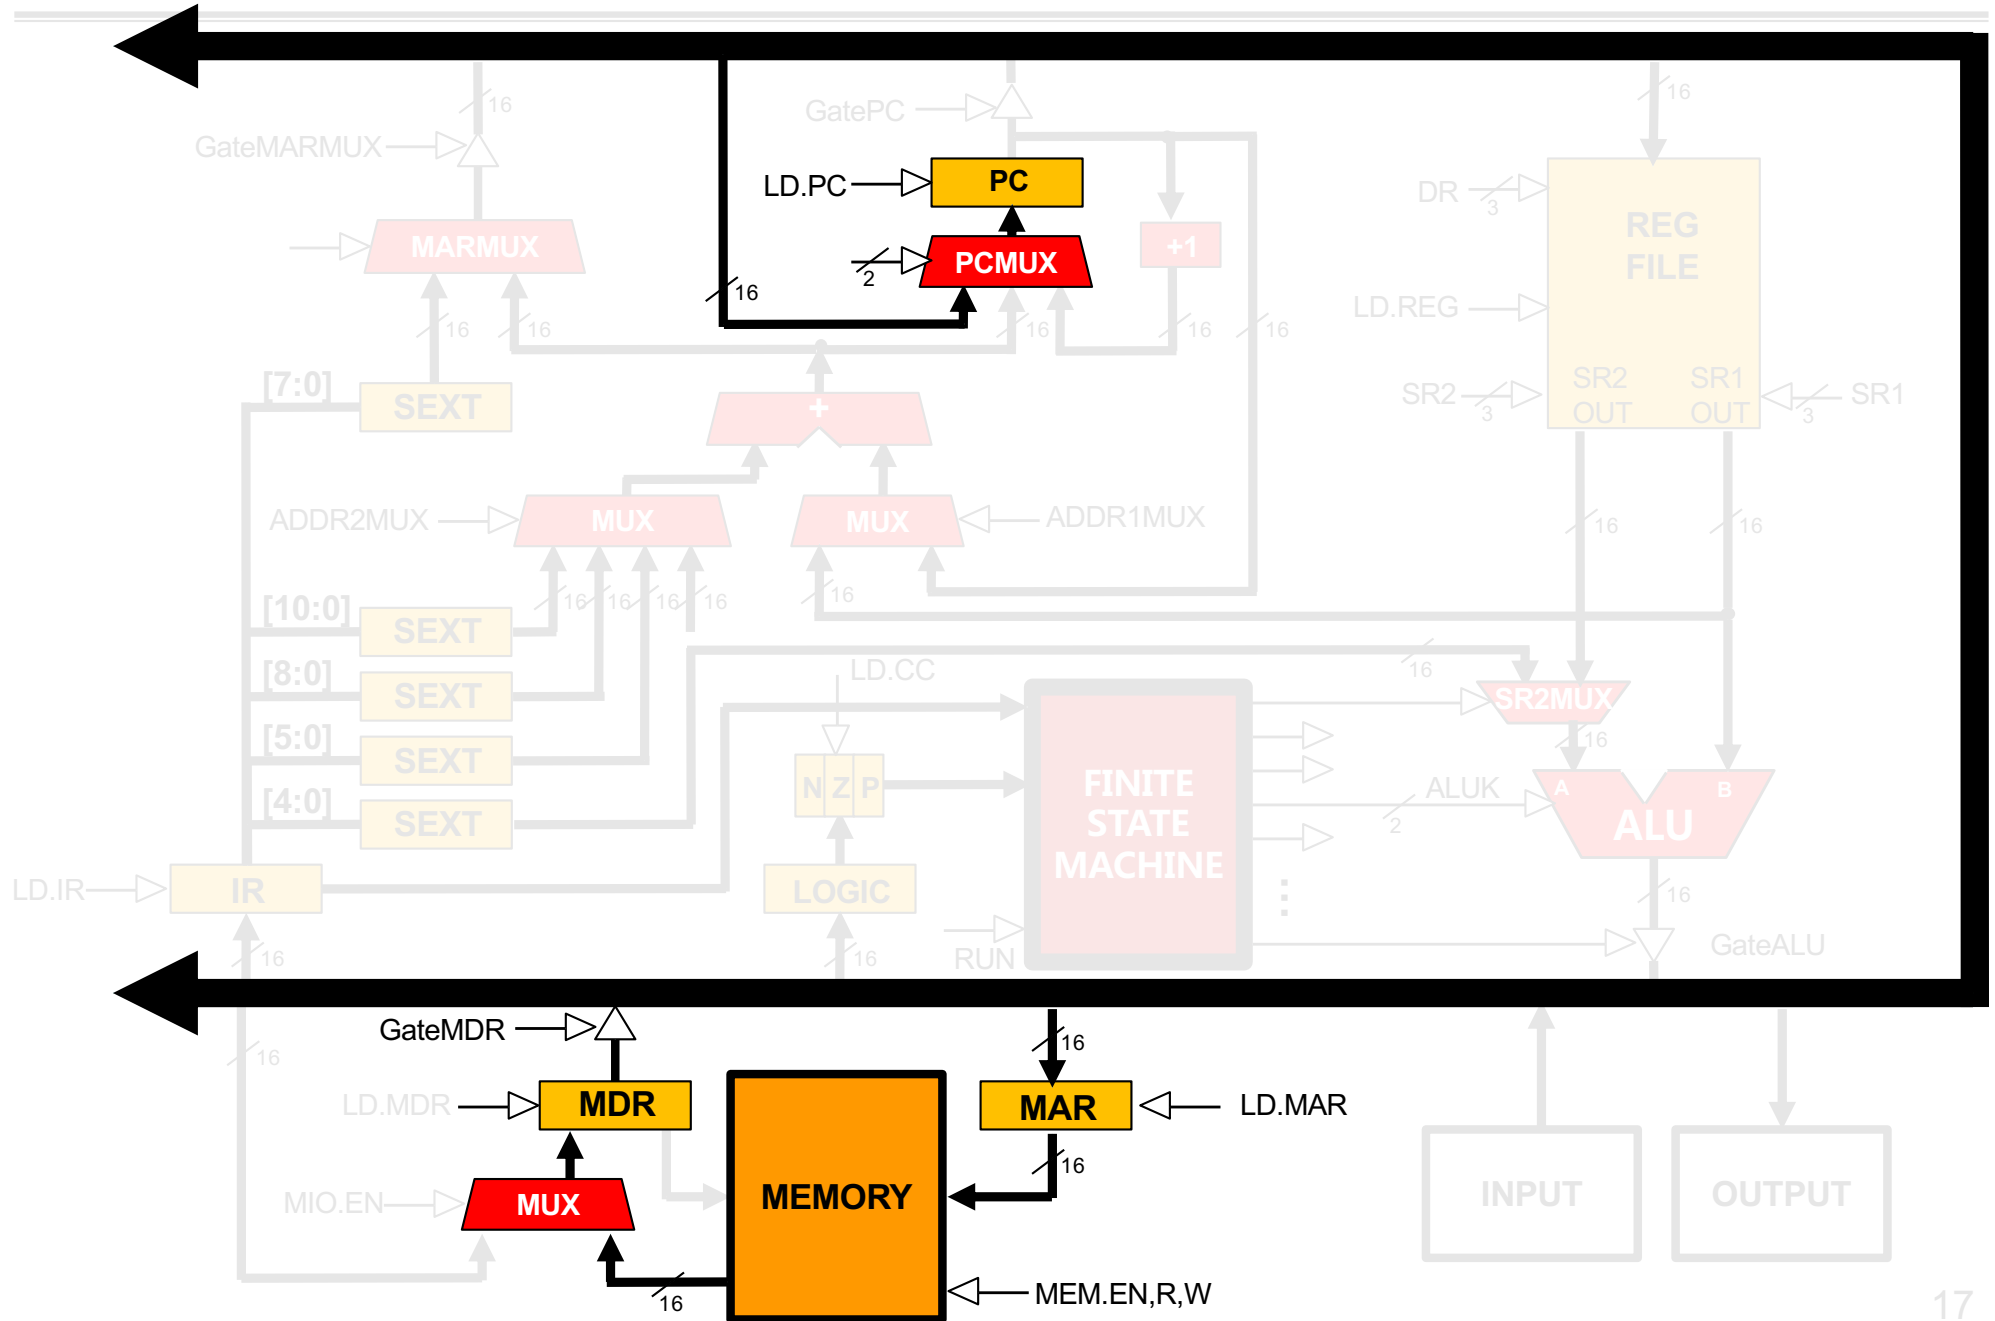 16
GatePC
16
GateMARMUX
LD.PC
PC
DR
3
REG
FILE
MARMUX
2
PCMUX
+1
16
LD.REG
16
16
16
16
16
[7:0]
SEXT
+
SR2
3
SR2
OUT
SR1
OUT
3
SR1
ADDR2MUX
MUX
MUX
ADDR1MUX
16
16
[10:0]
SEXT
16
16
16
16
16
[8:0]
SEXT
LD.CC
16
SR2MUX
[5:0]
SEXT
16
N Z P
FINITE
STATE
MACHINE
ALUK
2
A
B
ALU
[4:0]
SEXT
LD.IR
IR
LOGIC
16
16
16
RUN
GateALU
GateMDR
16
16
LD.MDR
MDR
MAR
LD.MAR
16
MIO.EN
MUX
MEMORY
INPUT
OUTPUT
16
MEM.EN,R,W
17